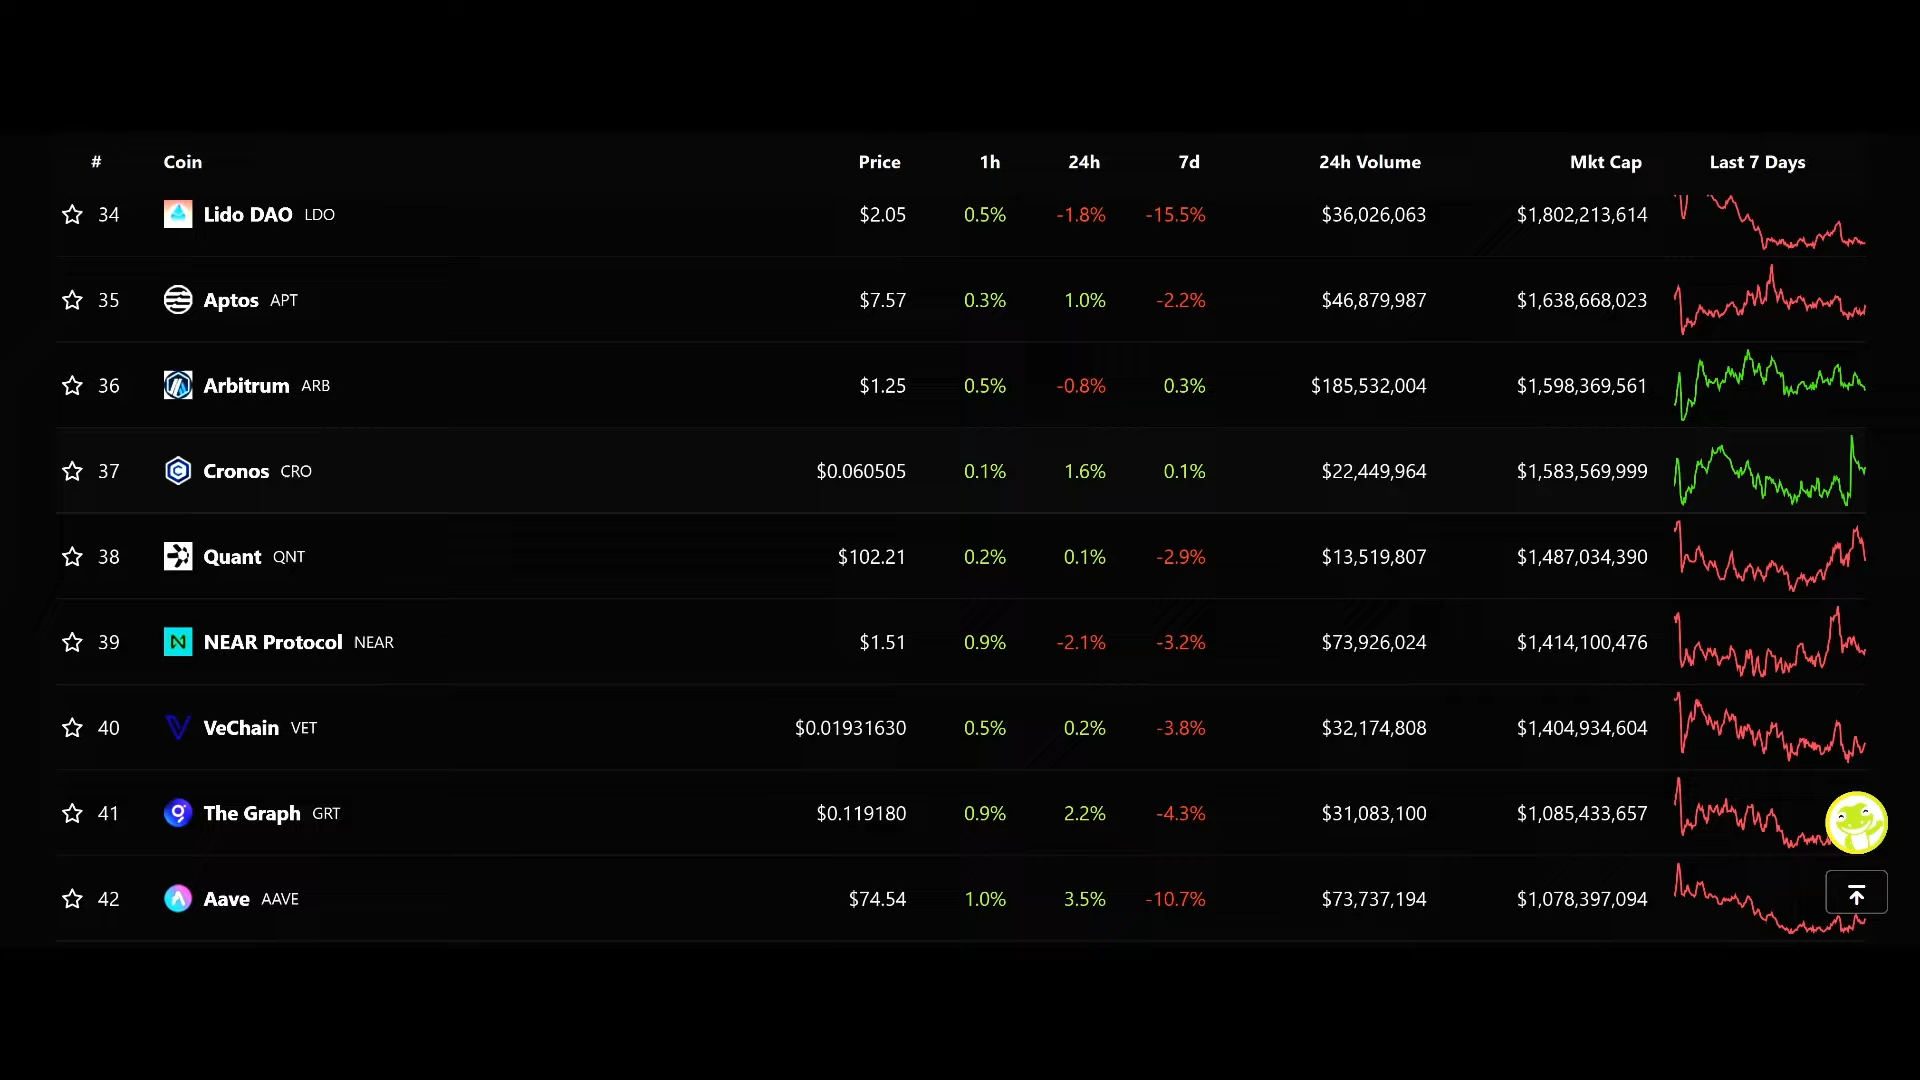 # Coin Price 1h 24h 7d 24h Volume Mkt Cap Last 7 Days
34 Lido DAO LDO $2.05 0.5% -1.8% -15.5% $36,026,063 $1,802,213,614
35 Aptos APT $7.57 0.3% 1.0% -2.2% $46,879,987 $1,638,668,023
36 Arbitrum ARB $1.25 0.5% -0.8% 0.3% $185,532,004 $1,598,369,561
37 Cronos CRO $0.060505 0.1% 1.6% 0.1% $22,449,964 $1,583,569,999
38 Quant QNT $102.21 0.2% 0.1% -2.9% $13,519,807 $1,487,034,390
39 NEAR Protocol NEAR $1.51 0.9% -2.1% -3.2% $73,926,024 $1,414,100,476
40 VeChain VET $0.01931630 0.5% 0.2% -3.8% $32,174,808 $1,404,934,604
41 The Graph GRT $0.119180 0.9% 2.2% -4.3% $31,083,100 $1,085,433,657
42 Aave AAVE $74.54 1.0% 3.5% -10.7% $73,737,194 $1,078,397,094